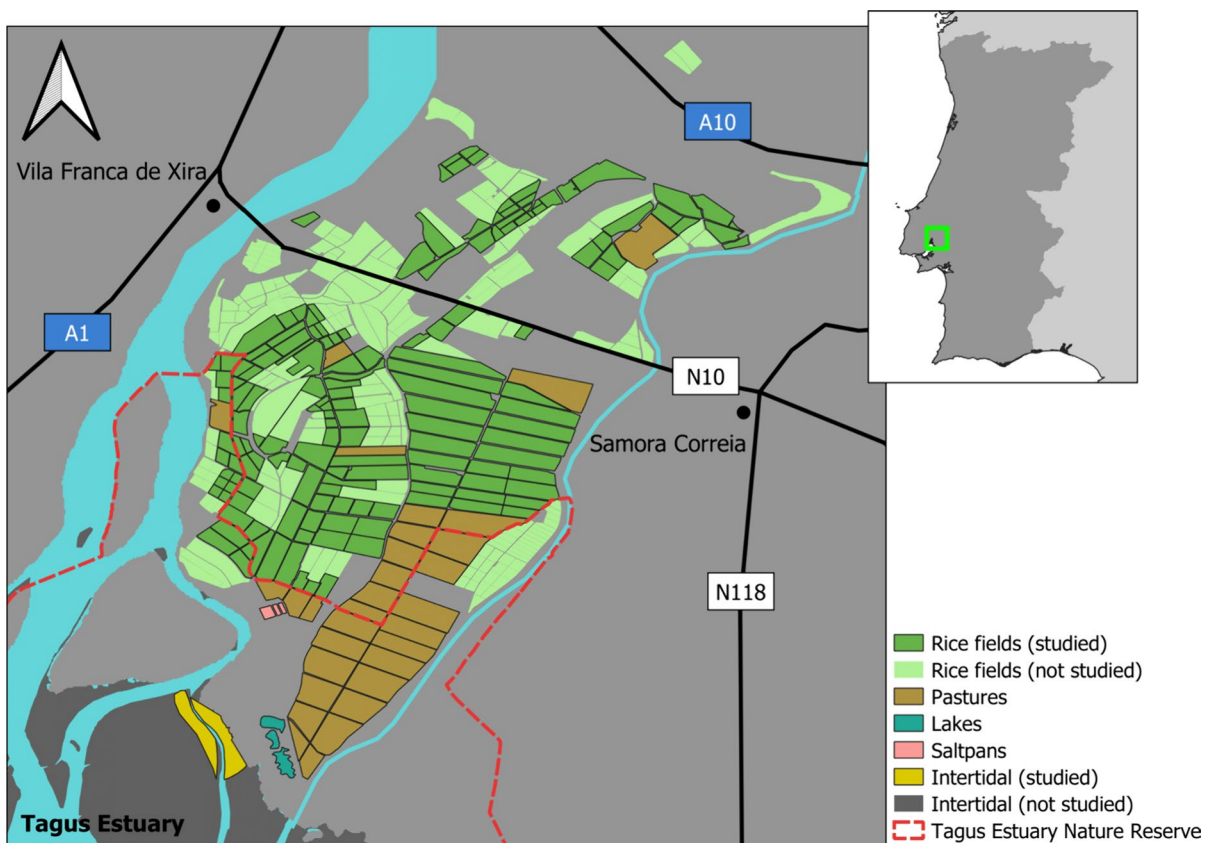 A10
Vila Franca de Xira
A1
N10
Samora Correia
N118
Rice fields (studied)
Rice fields (not studied)
Pastures
Lakes
Saltpans
Intertidal (studied)
Intertidal (not studied)
Tagus Estuary Nature Reserve
Tagus Estuary